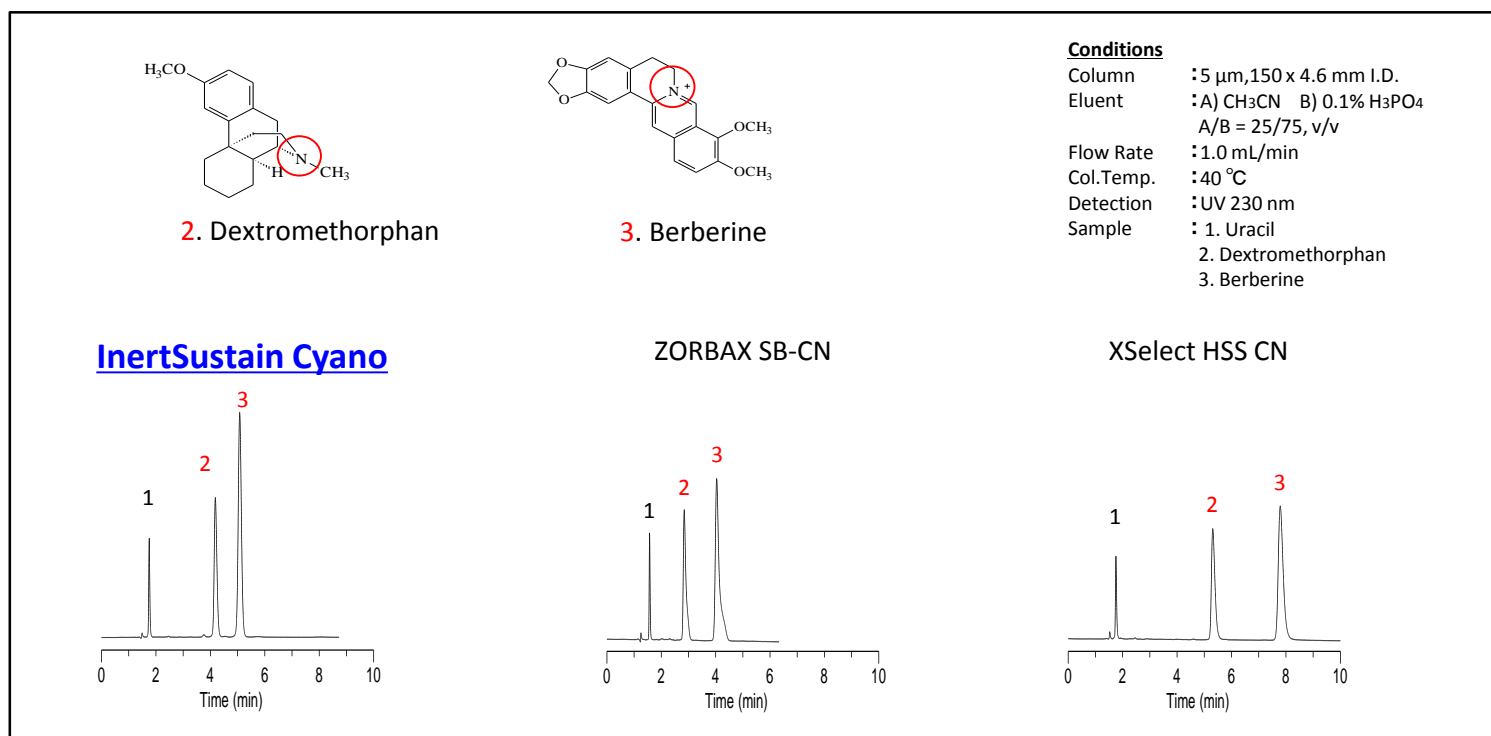 H₃CO
N
H
CH₃
2. Dextromethorphan
O
O
N
+
OCH₃
OCH₃
3. Berberine
Conditions
Column : 5 µm,150 x 4.6 mm I.D.
Eluent : A) CH3CN B) 0.1% H3PO4
A/B = 25/75, v/v
Flow Rate : 1.0 mL/min
Col.Temp. : 40 ℃
Detection : UV 230 nm
Sample : 1. Uracil
2. Dextromethorphan
3. Berberine
InertSustain Cyano
3
2
1
0 2 4 6 8 10
Time (min)
ZORBAX SB-CN
3
2
1
0 2 4 6 8 10
Time (min)
XSelect HSS CN
3
2
1
0 2 4 6 8 10
Time (min)